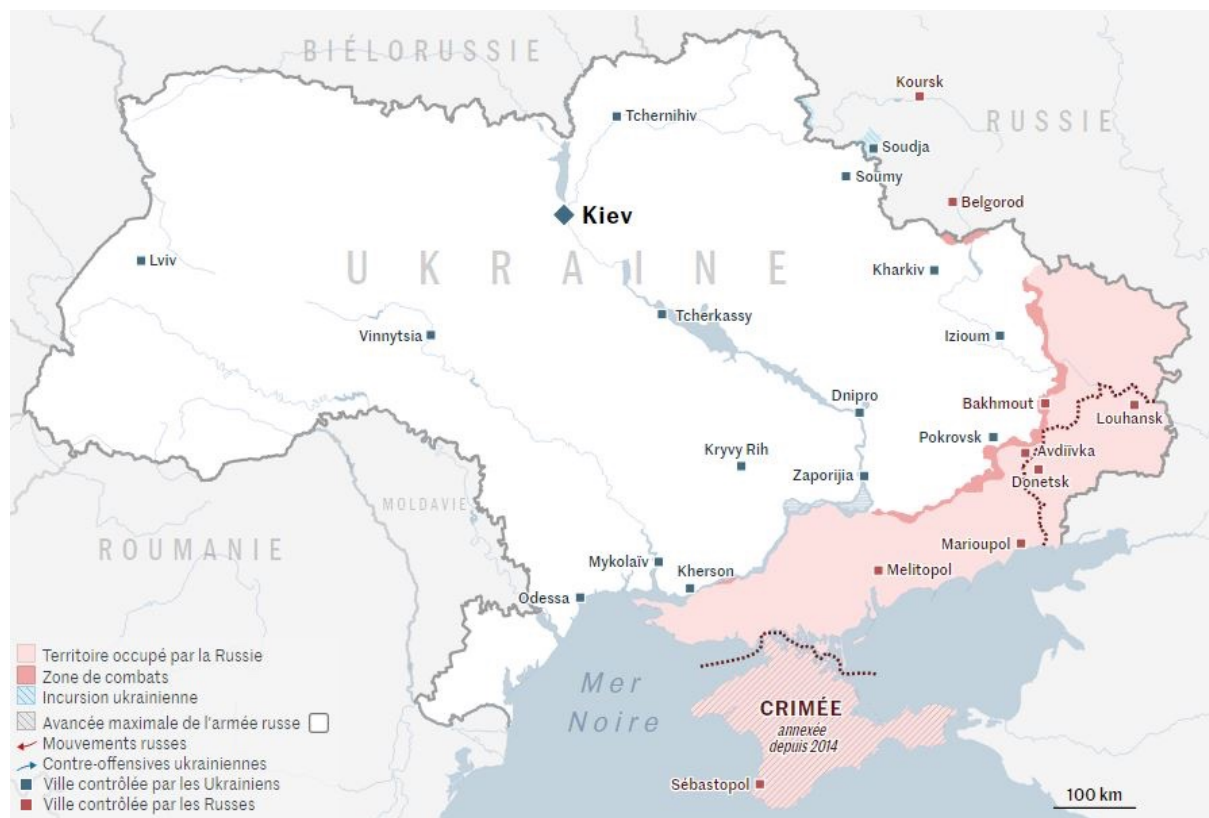 BIÉLORUSSIE
Koursk
RUSSIE
Tchernihiv
Soudja
Soumy
Belgorod
Kiev
Lviv
UKRAINE
Kharkiv
Tcherkassy
Vinnytsia
Izioum
Dnipro
Bakhmout
Louhansk
Pokrovsk
Kryvy Rih
Avdiïvka
Zaporijia
Donetsk
MOLDAVIE
ROUMANIE
Marioupol
Mykolaïv
Kherson
Melitopol
Odessa
Territoire occupé par la Russie
Zone de combats
Incursion ukrainienne
Avancée maximale de l'armée russe
Mouvements russes
Contre-offensives ukrainiennes
Ville contrôlée par les Ukrainiens
Ville contrôlée par les Russes
Mer
Noire
CRIMÉE
annexée
depuis 2014
Sébastopol
100 km